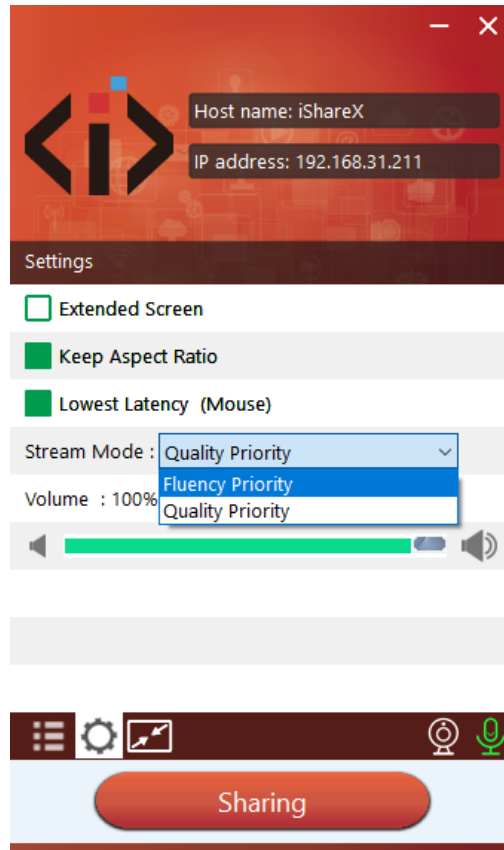 Host name: iShareX
IP address: 192.168.31.211
Settings
Extended Screen
Keep Aspect Ratio
Lowest Latency (Mouse)
Stream Mode : Quality Priority
Fluency Priority
Volume : 100%
Quality Priority
Sharing